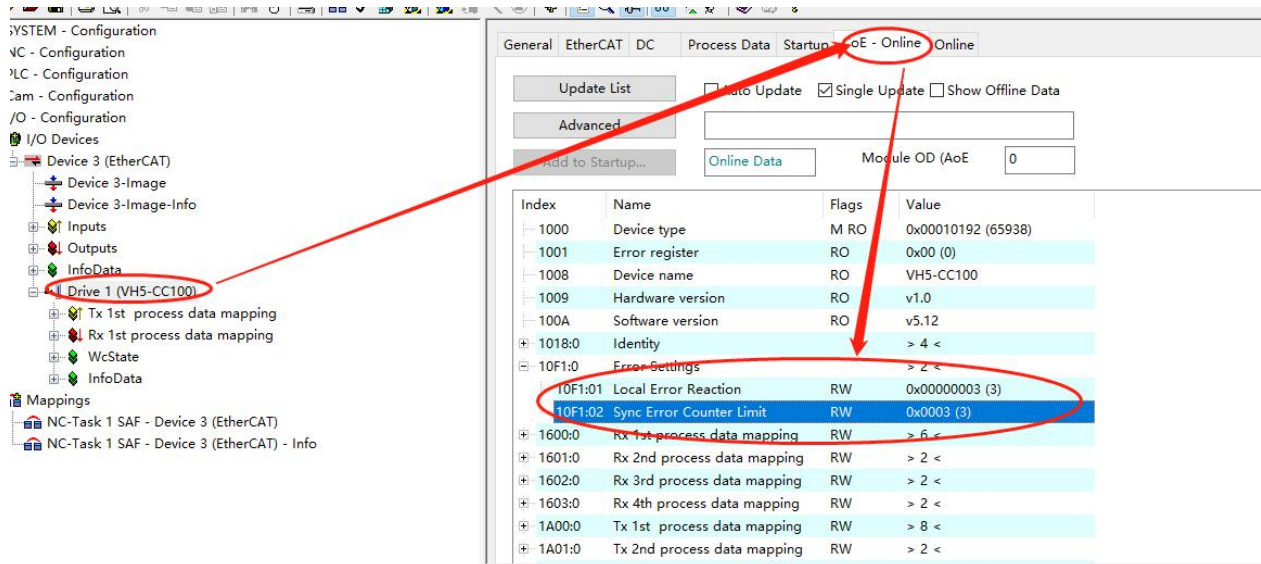 SYSTEM - Configuration
NC - Configuration
PLC - Configuration
Cam - Configuration
I/O - Configuration
I/O Devices
Device 3 (EtherCAT)
Device 3-Image
Device 3-Image-Info
Inputs
Outputs
InfoData
Drive 1 (VH5-CC100)
Tx 1st process data mapping
Rx 1st process data mapping
WcState
InfoData
Mappings
NC-Task 1 SAF - Device 3 (EtherCAT)
NC-Task 1 SAF - Device 3 (EtherCAT) - Info
General EtherCAT DC Process Data Startup oE - Online Online
Update List Auto Update Single Update Show Offline Data
Advanced
Add to Startup... Online Data Module OD (AoE 0
Index Name Flags Value
1000 Device type M RO 0x00010192 (65938)
1001 Error register RO 0x00 (0)
1008 Device name RO VH5-CC100
1009 Hardware version RO v1.0
100A Software version RO v5.12
1018:0 Identity > 4 <
10F1:0 Error Settings > 2 <
10F1:01 Local Error Reaction RW 0x00000003 (3)
10F1:02 Sync Error Counter Limit RW 0x0003 (3)
1600:0 Rx 1st process data mapping RW > 6 <
1601:0 Rx 2nd process data mapping RW > 2 <
1602:0 Rx 3rd process data mapping RW > 2 <
1603:0 Rx 4th process data mapping RW > 2 <
1A00:0 Tx 1st process data mapping RW > 8 <
1A01:0 Tx 2nd process data mapping RW > 2 <